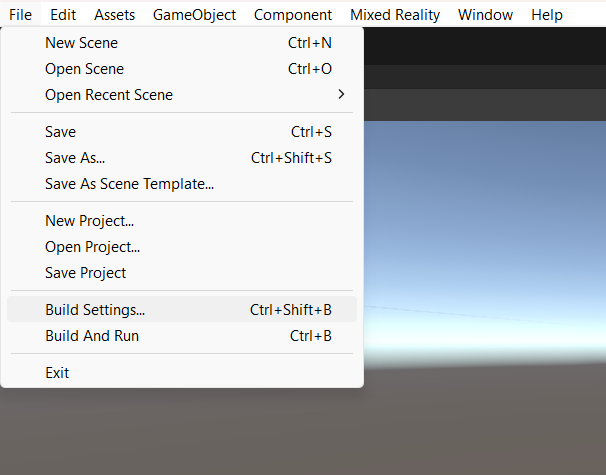 File Edit Assets GameObject Component Mixed Reality Window Help
New Scene Ctrl+N
Open Scene Ctrl+O
Open Recent Scene
Save Ctrl+S
Save As... Ctrl+Shift+S
Save As Scene Template...
New Project...
Open Project...
Save Project
Build Settings... Ctrl+Shift+B
Build And Run Ctrl+B
Exit